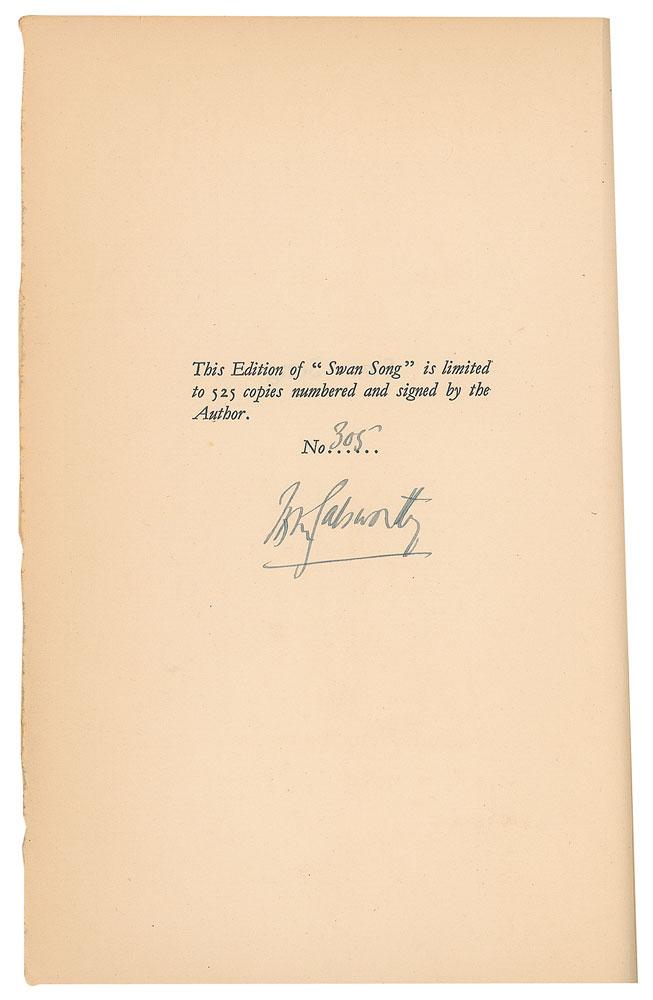 This Edition of “ Swan Song” is limited
to 525 copies numbered and signed by the
Author.
No...305...
John Galsworthy